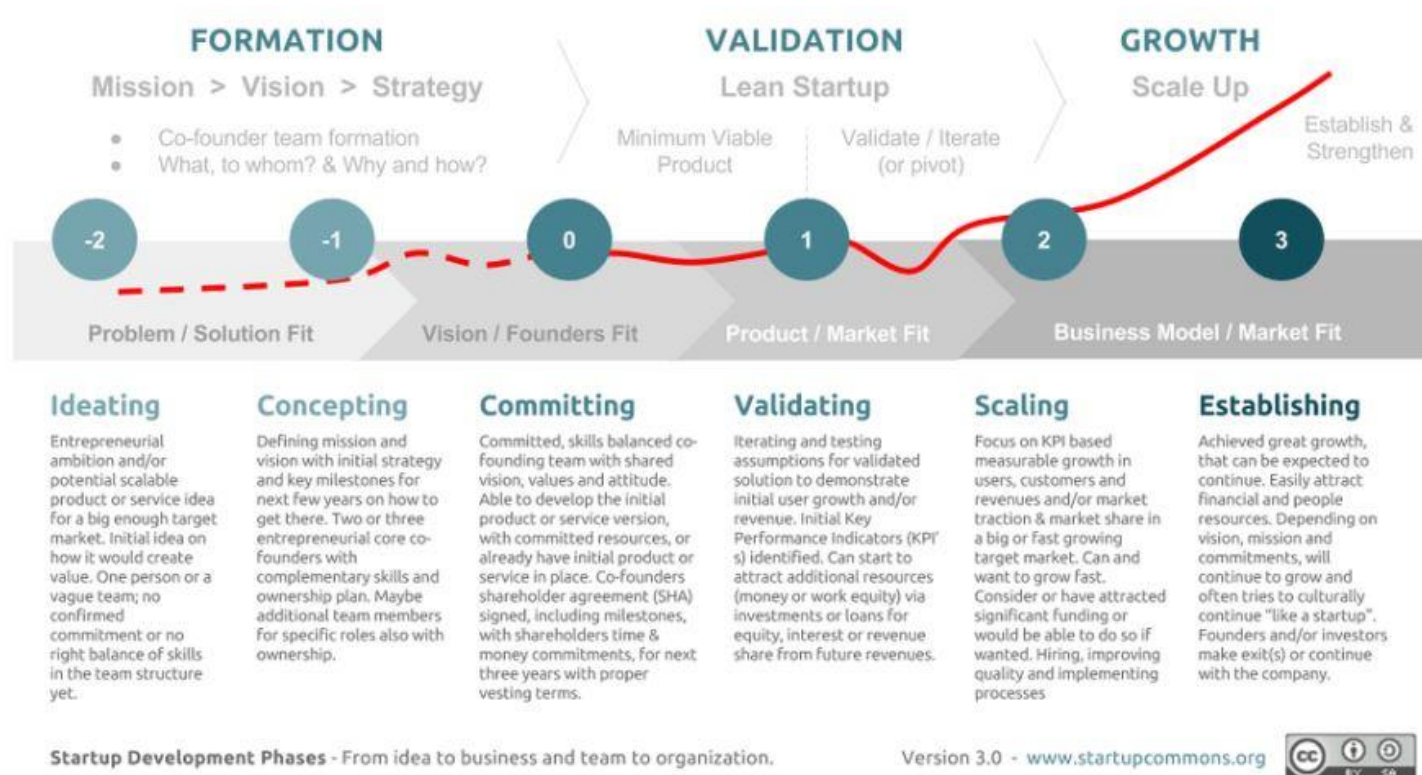 FORMATION
Mission > Vision > Strategy
● Co-founder team formation
● What, to whom? & Why and how?
VALIDATION
Lean Startup
Minimum Viable
Product
Validate / Iterate
(or pivot)
GROWTH
Scale Up
Establish &
Strengthen
-2
-1
0
1
2
3
Problem / Solution Fit
Vision / Founders Fit
Product / Market Fit
Business Model / Market Fit
Ideating
Entrepreneurial
ambition and/or
potential scalable
product or service idea
for a big enough target
market. Initial idea on
how it would create
value. One person or a
vague team; no
confirmed
commitment or no
right balance of skills
in the team structure
yet.
Concepting
Defining mission and
vision with initial strategy
and key milestones for
next few years on how to
get there. Two or three
entrepreneurial core co-
founders with
complementary skills and
ownership plan. Maybe
additional team members
for specific roles also with
ownership.
Committing
Committed, skills balanced co-
founding team with shared
vision, values and attitude.
Able to develop the initial
product or service version,
with committed resources, or
already have initial product or
service in place. Co-founders
shareholder agreement (SHA)
signed, including milestones,
with shareholders time &
money commitments, for next
three years with proper
vesting terms.
Validating
Iterating and testing
assumptions for validated
solution to demonstrate
initial user growth and/or
revenue. Initial Key
Performance Indicators (KPI'
s) identified. Can start to
attract additional resources
(money or work equity) via
investments or loans for
equity, interest or revenue
share from future revenues.
Scaling
Focus on KPI based
measurable growth in
users, customers and
revenues and/or market
traction & market share in
a big or fast growing
target market. Can and
want to grow fast.
Consider or have attracted
significant funding or
would be able to do so if
wanted. Hiring, improving
quality and implementing
processes
Establishing
Achieved great growth,
that can be expected to
continue. Easily attract
financial and people
resources. Depending on
vision, mission and
commitments, will
continue to grow and
often tries to culturally
continue "like a startup".
Founders and/or investors
make exit(s) or continue
with the company.
Startup Development Phases - From idea to business and team to organization.
Version 3.0 - www.startupcommons.org
cc